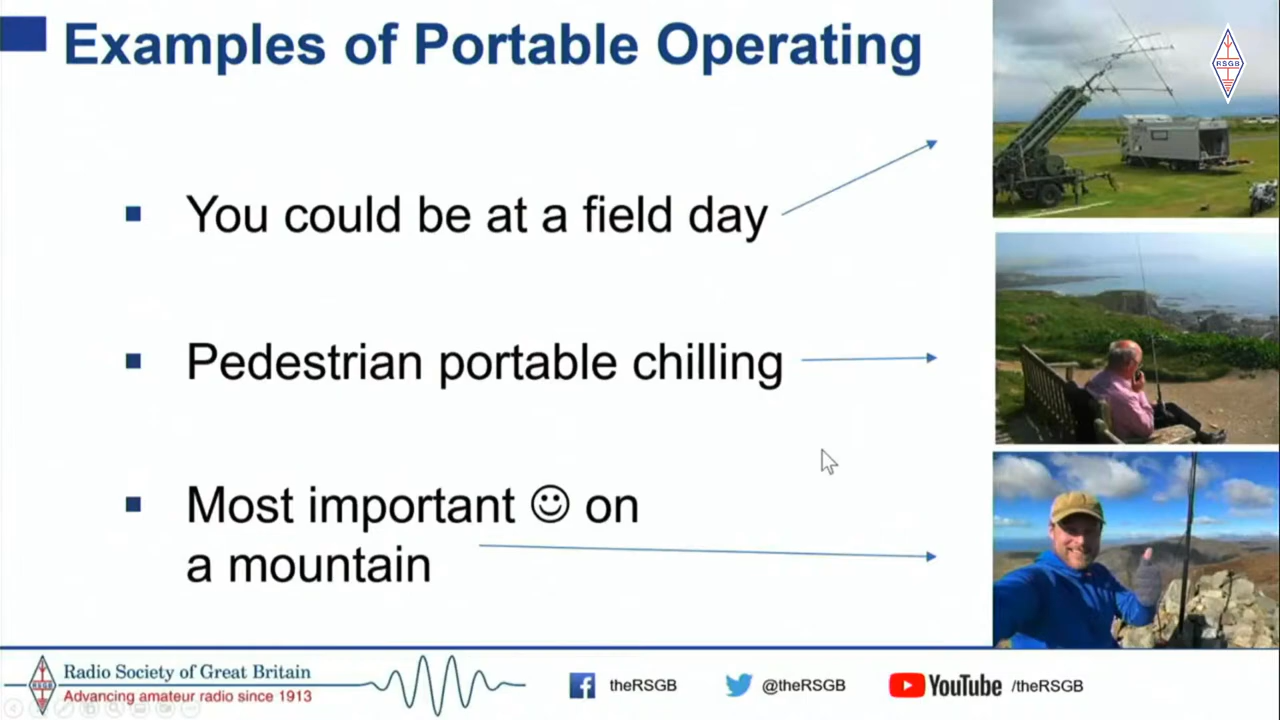 Examples of Portable Operating
RSGB
You could be at a field day
Pedestrian portable chilling
Most important ☺ on
a mountain
RSGB
Radio Society of Great Britain
Advancing amateur radio since 1913
theRSGB
@theRSGB
YouTube /theRSGB